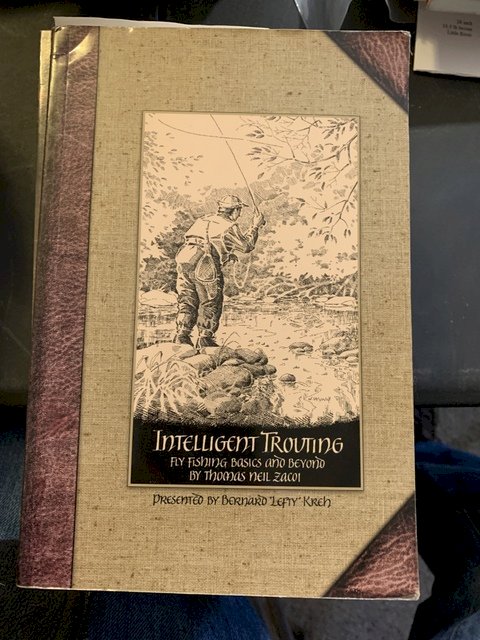 Intelligent Trouting
Fly Fishing Basics and Beyond
by Thomas Neil Zacoi
Presented by Bernard 'Lefty' Kreh